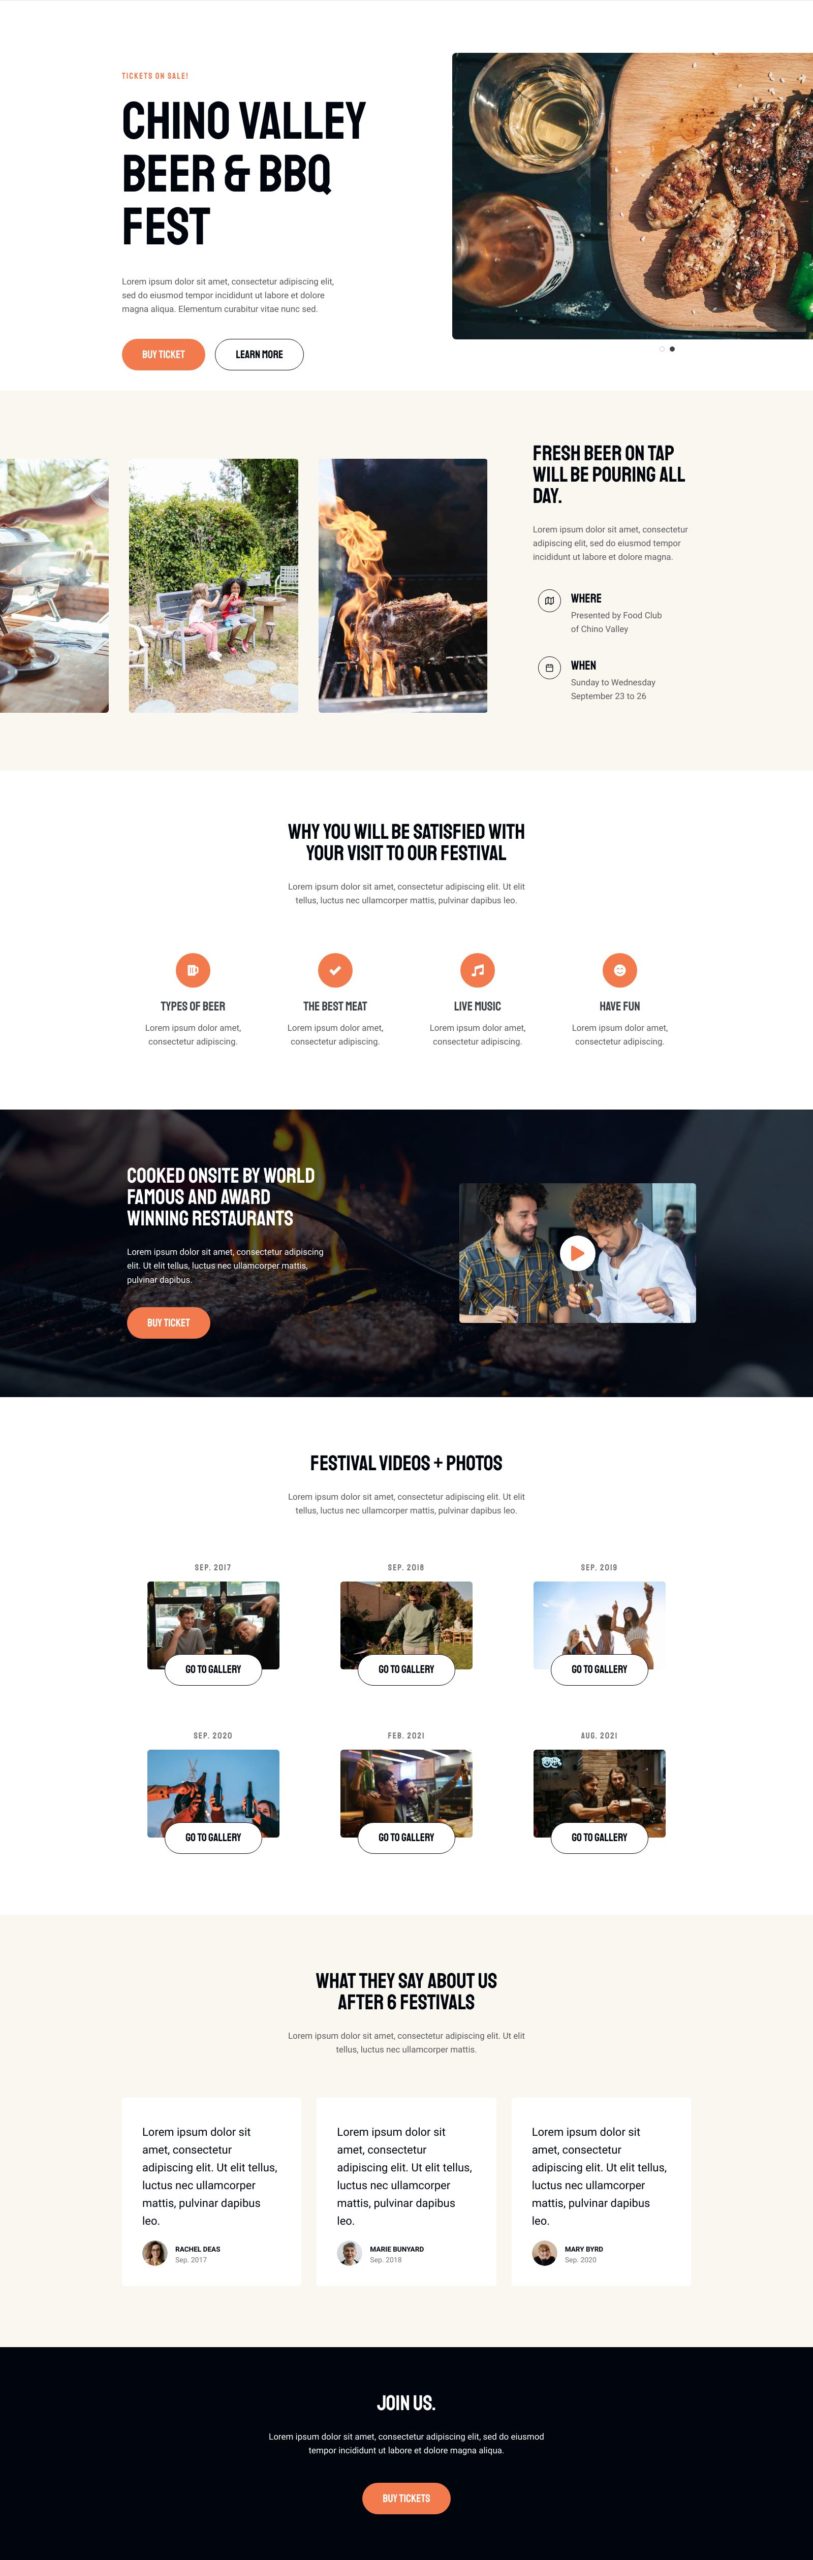 TICKETS ON SALE!
CHINO VALLEY
BEER & BBQ
FEST
Lorem ipsum dolor sit amet, consectetur adipiscing elit,
sed do eiusmod tempor incididunt ut labore et dolore
magna aliqua. Elementum curabitur vitae nunc sed.
BUY TICKET
LEARN MORE
FRESH BEER ON TAP
WILL BE POURING ALL
DAY.
Lorem ipsum dolor sit amet, consectetur
adipiscing elit, sed do eiusmod tempor
incididunt ut labore et dolore magna.
WHERE
Presented by Food Club
of Chino Valley
WHEN
Sunday to Wednesday
September 23 to 26
WHY YOU WILL BE SATISFIED WITH
YOUR VISIT TO OUR FESTIVAL
Lorem ipsum dolor sit amet, consectetur adipiscing elit. Ut elit
tellus, luctus nec ullamcorper mattis, pulvinar dapibus leo.
TYPES OF BEER
Lorem ipsum dolor amet,
consectetur adipiscing.
THE BEST MEAT
Lorem ipsum dolor amet,
consectetur adipiscing.
LIVE MUSIC
Lorem ipsum dolor amet,
consectetur adipiscing.
HAVE FUN
Lorem ipsum dolor amet,
consectetur adipiscing.
COOKED ONSITE BY WORLD
FAMOUS AND AWARD
WINNING RESTAURANTS
Lorem ipsum dolor sit amet, consectetur adipiscing
elit. Ut elit tellus, luctus nec ullamcorper mattis,
pulvinar dapibus.
BUY TICKET
FESTIVAL VIDEOS + PHOTOS
Lorem ipsum dolor sit amet, consectetur adipiscing elit. Ut elit
tellus, luctus nec ullamcorper mattis, pulvinar dapibus leo.
SEP. 2017
GO TO GALLERY
SEP. 2018
GO TO GALLERY
SEP. 2019
GO TO GALLERY
SEP. 2020
GO TO GALLERY
FEB. 2021
GO TO GALLERY
AUG. 2021
GO TO GALLERY
WHAT THEY SAY ABOUT US
AFTER 6 FESTIVALS
Lorem ipsum dolor sit amet, consectetur adipiscing elit. Ut elit
tellus, luctus nec ullamcorper mattis.
Lorem ipsum dolor sit
amet, consectetur
adipiscing elit. Ut elit tellus,
luctus nec ullamcorper
mattis, pulvinar dapibus
leo.
RACHEL DEAS
Sep. 2017
Lorem ipsum dolor sit
amet, consectetur
adipiscing elit. Ut elit tellus,
luctus nec ullamcorper
mattis, pulvinar dapibus
leo.
MARIE BUNYARD
Sep. 2018
Lorem ipsum dolor sit
amet, consectetur
adipiscing elit. Ut elit tellus,
luctus nec ullamcorper
mattis, pulvinar dapibus
leo.
MARY BYRD
Sep. 2020
JOIN US.
Lorem ipsum dolor sit amet, consectetur adipiscing elit, sed do eiusmod
tempor incididunt ut labore et dolore magna aliqua.
BUY TICKETS